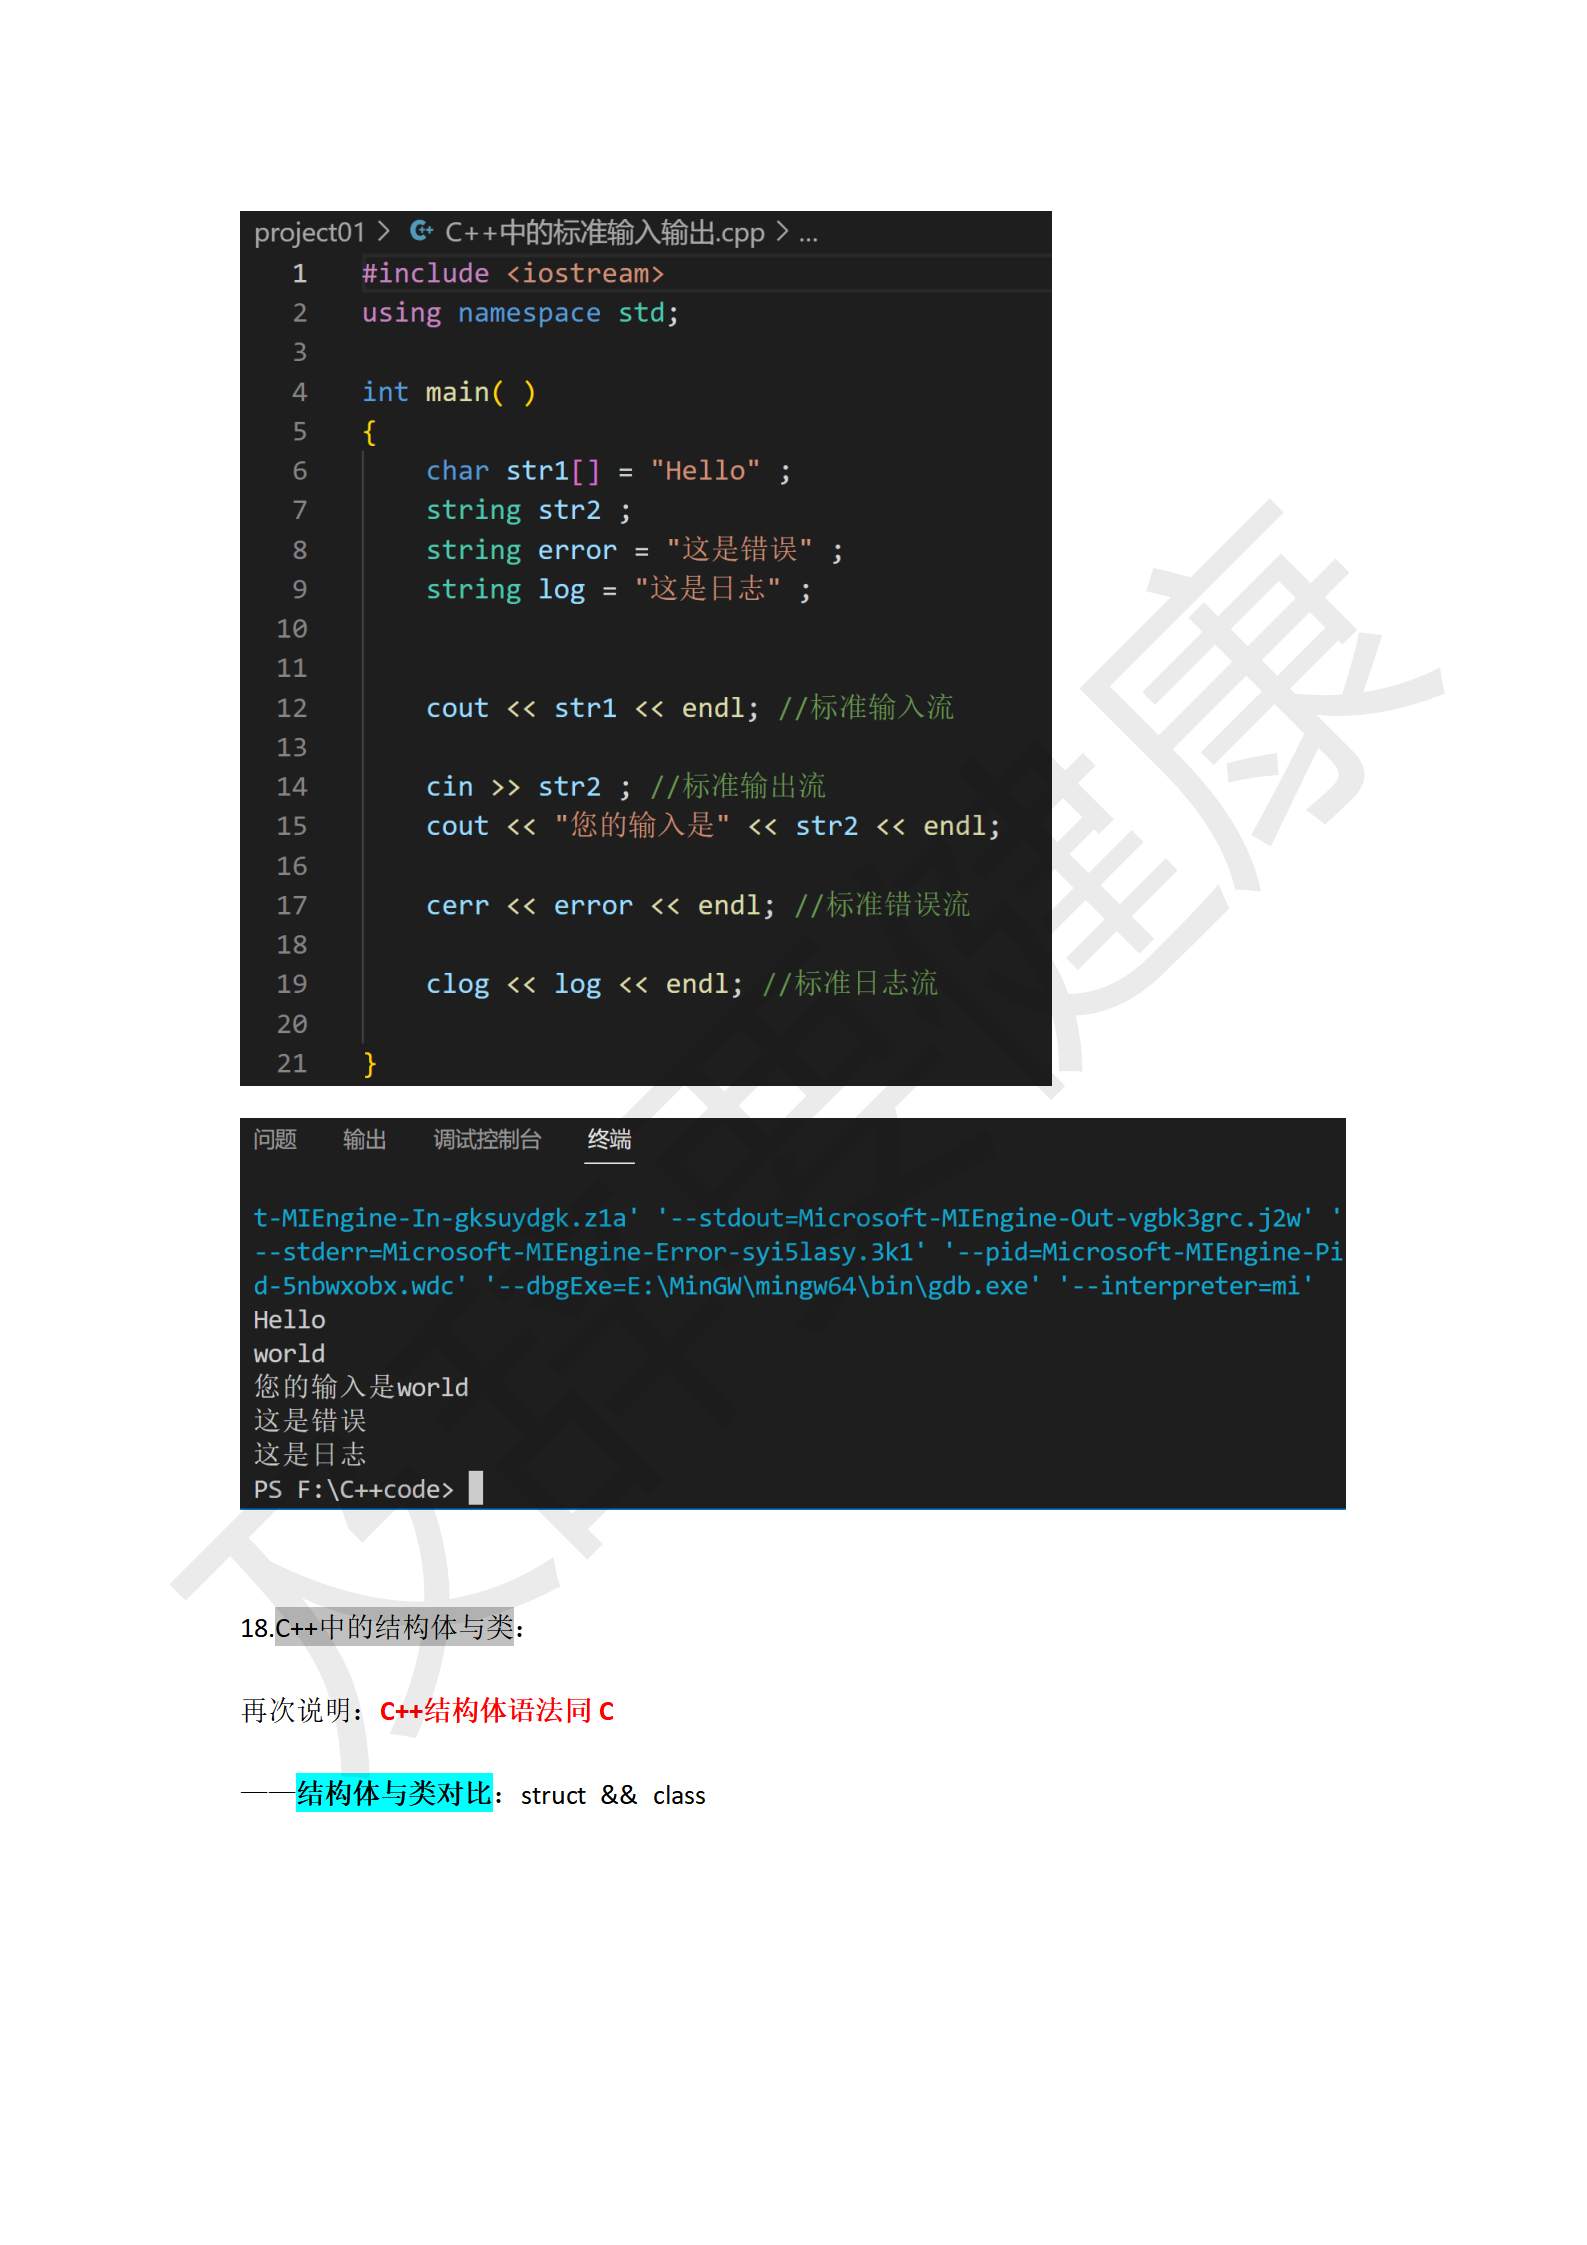 project01 > C++中的标准输入输出.cpp > ...
1 #include <iostream>
2 using namespace std;
3
4 int main( )
5 {
6 char str1[] = "Hello" ;
7 string str2 ;
8 string error = "这是错误" ;
9 string log = "这是日志" ;
10
11
12 cout << str1 << endl; //标准输入流
13
14 cin >> str2 ; //标准输出流
15 cout << "您的输入是" << str2 << endl;
16
17 cerr << error << endl; //标准错误流
18
19 clog << log << endl; //标准日志流
20
21 }
问题 输出 调试控制台 终端
t-MIEngine-In-gksuydgk.z1a' '--stdout=Microsoft-MIEngine-Out-vgbk3grc.j2w' '
--stderr=Microsoft-MIEngine-Error-syi5lasy.3k1' '--pid=Microsoft-MIEngine-Pi
d-5nbwxobx.wdc' '--dbgExe=E:\MinGW\mingw64\bin\gdb.exe' '--interpreter=mi'
Hello
world
您的输入是world
这是错误
这是日志
PS F:\C++code>
18.C++中的结构体与类：
再次说明：C++结构体语法同 C
——结构体与类对比：struct && class